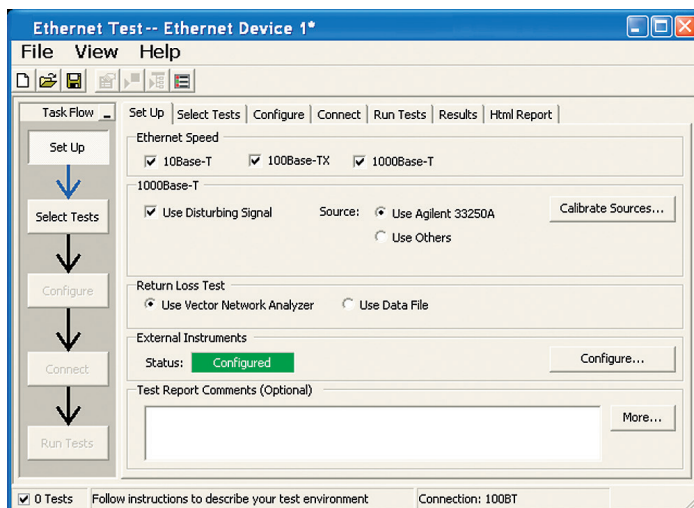 Ethernet Test-- Ethernet Device 1*
File View Help
Task Flow
Set Up
Select Tests
Configure
Connect
Run Tests
Set Up Select Tests Configure Connect Run Tests Results Html Report
Ethernet Speed
10Base-T 100Base-TX 1000Base-T
1000Base-T
Use Disturbing Signal Source: Use Agilent 33250A Calibrate Sources...
Use Others
Return Loss Test
Use Vector Network Analyzer Use Data File
External Instruments
Status: Configured Configure...
Test Report Comments (Optional)
More...
0 Tests Follow instructions to describe your test environment Connection: 100BT